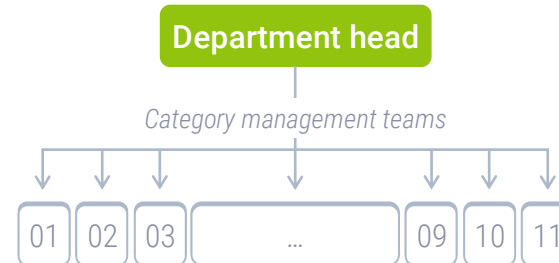 Department head
Category management teams
01 02 03 ... 09 10 11